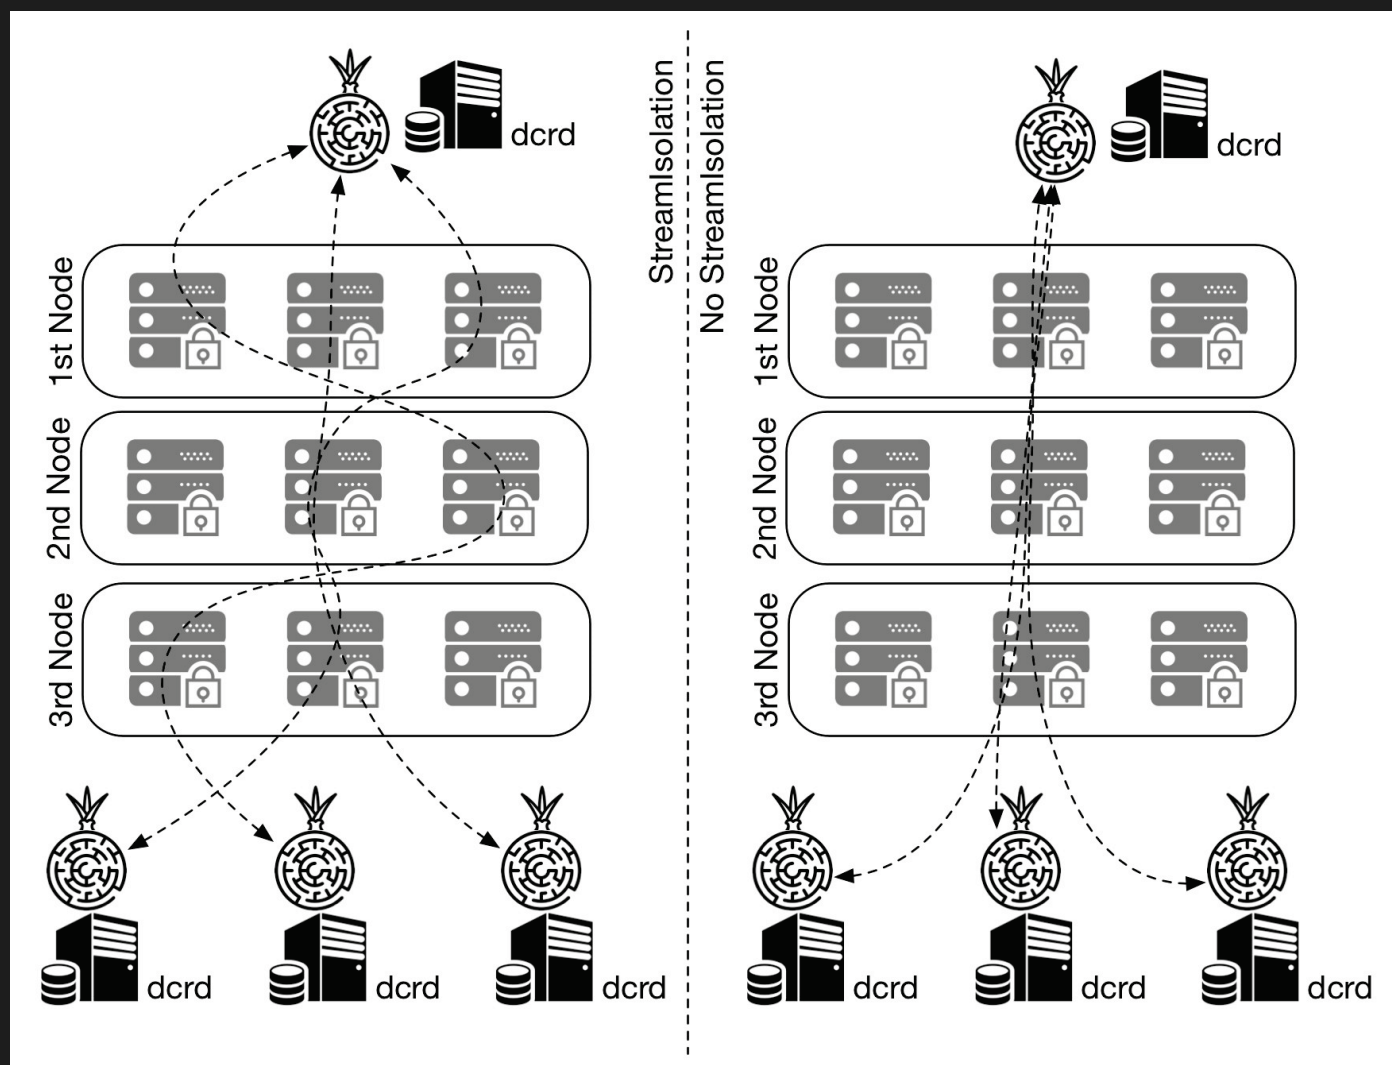 dcrd
StreamIsolation
No StreamIsolation
dcrd
1st Node
1st Node
2nd Node
2nd Node
3rd Node
3rd Node
dcrd
dcrd
dcrd
dcrd
dcrd
dcrd